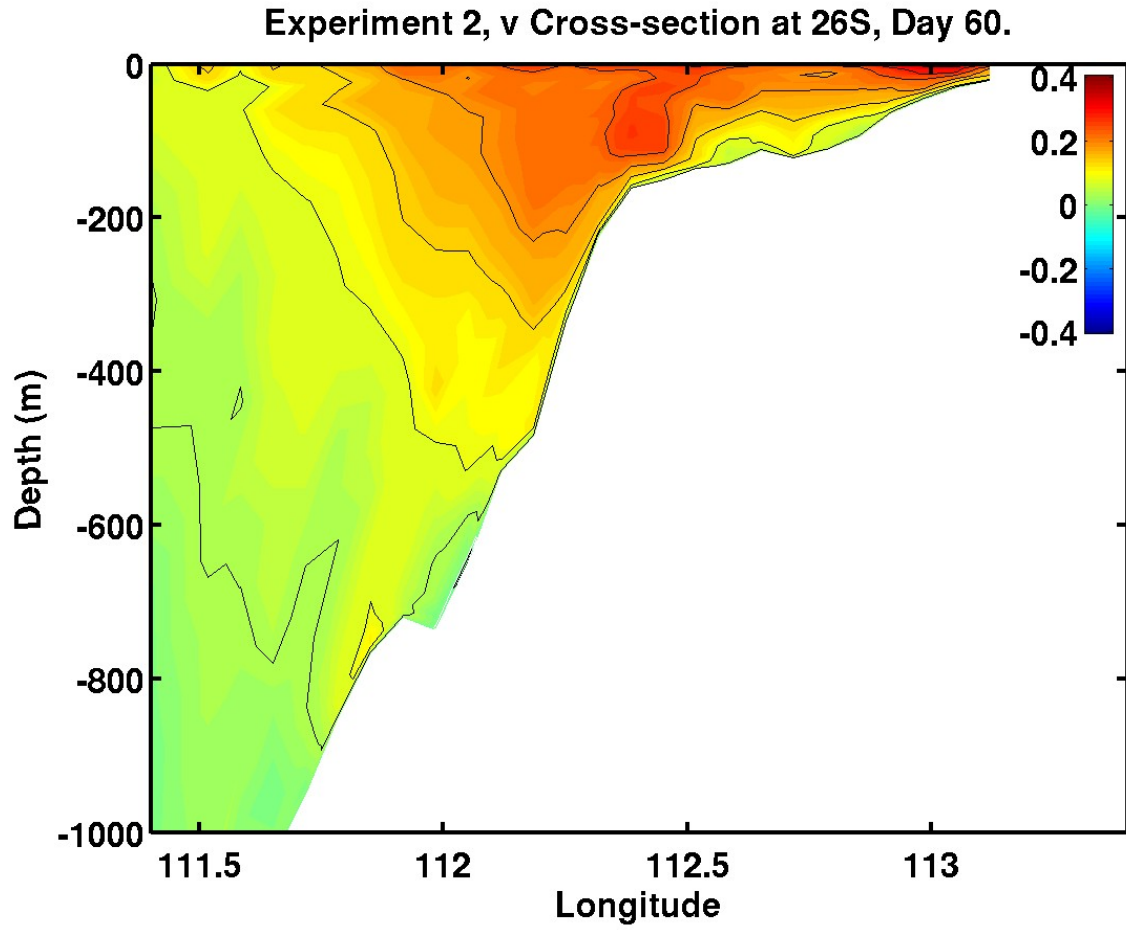 Experiment 2, v Cross-section at 26S, Day 60.
0
-200
-400
-600
-800
-1000
Depth (m)
0.4
0.2
0
-0.2
-0.4
111.5 112 112.5 113
Longitude